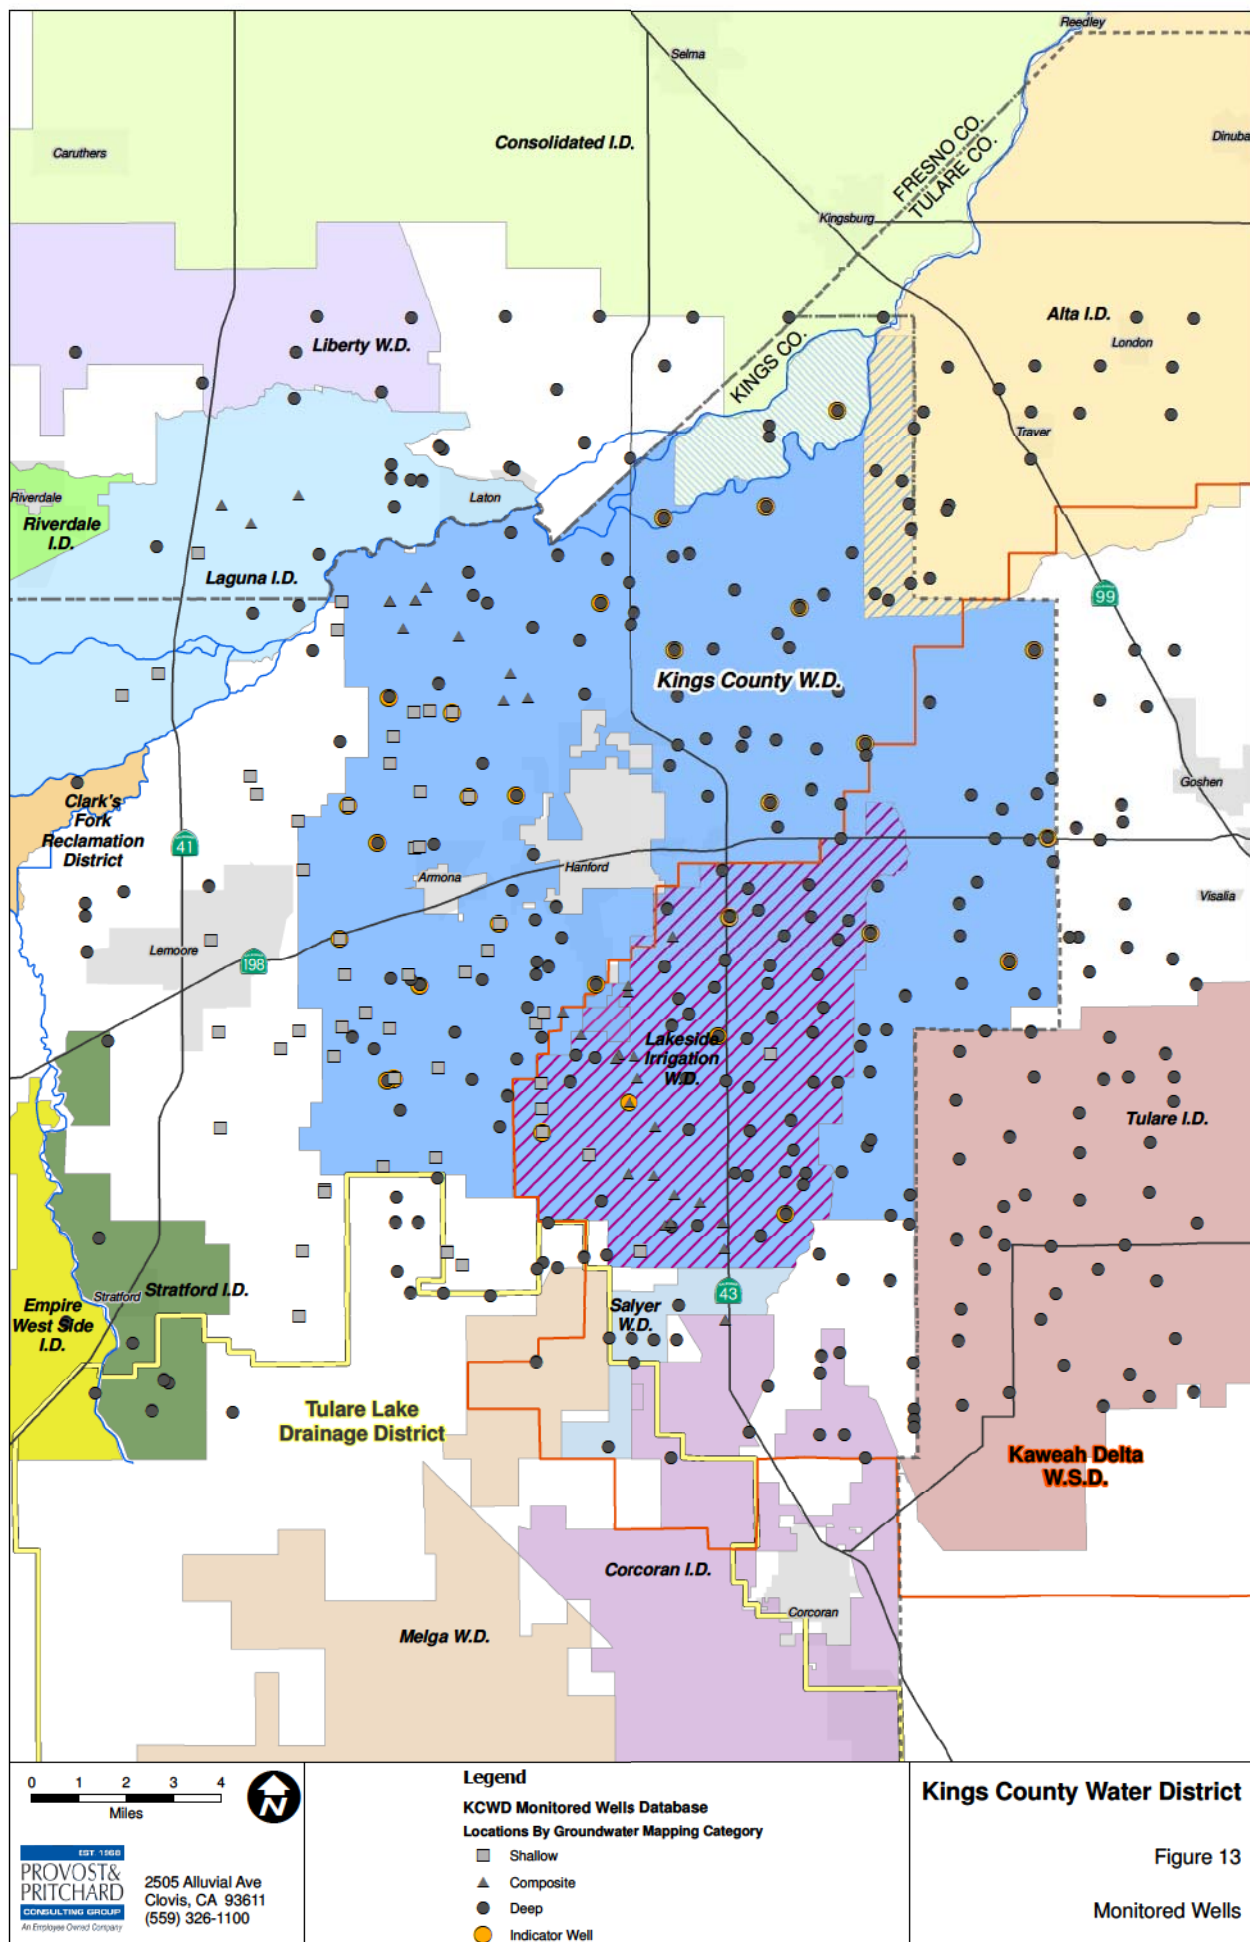 Reedley
Selma
Dinuba
Caruthers
Consolidated I.D.
FRESNO CO.
TULARE CO.
Kingsburg
Liberty W.D.
Alta I.D.
London
KINGS CO.
Traver
Riverdale
Riverdale
I.D.
Laton
Laguna I.D.
99
Kings County W.D.
Goshen
Clark's
Fork
Reclamation
District
41
Armona
Hanford
Visalia
Lemoore
198
Lakeside
Irrigation
W.D.
Tulare I.D.
Stratford
Stratford I.D.
Empire
West Side
I.D.
43
Salyer
W.D.
Tulare Lake
Drainage District
Kaweah Delta
W.S.D.
Corcoran I.D.
Corcoran
Melga W.D.
0 1 2 3 4
Miles
N
EST. 1968
PROVOST&
PRITCHARD
CONSULTING GROUP
An Employee Owned Company
2505 Alluvial Ave
Clovis, CA 93611
(559) 326-1100
Legend
KCWD Monitored Wells Database
Locations By Groundwater Mapping Category
Shallow
Composite
Deep
Indicator Well
Kings County Water District
Figure 13
Monitored Wells